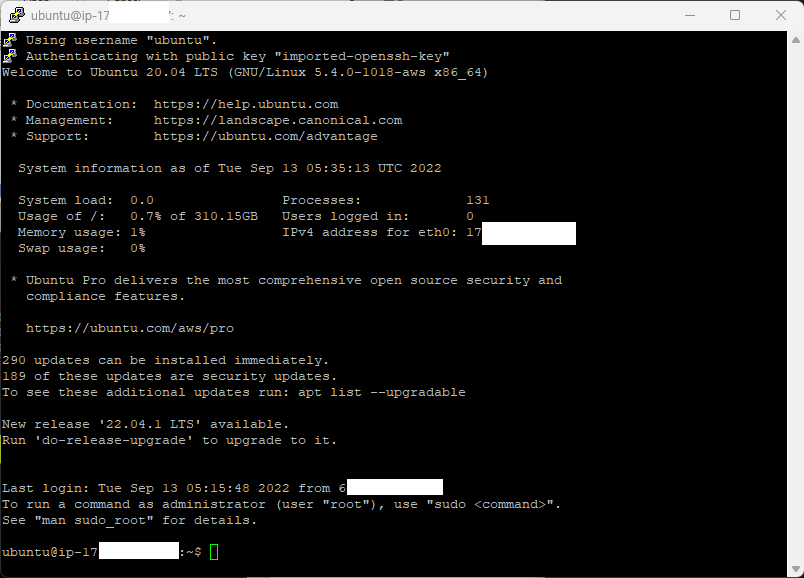 ubuntu@ip-17 : ~
Using username "ubuntu".
Authenticating with public key "imported-openssh-key"
Welcome to Ubuntu 20.04 LTS (GNU/Linux 5.4.0-1018-aws x86_64)
* Documentation: https://help.ubuntu.com
* Management: https://landscape.canonical.com
* Support: https://ubuntu.com/advantage
System information as of Tue Sep 13 05:35:13 UTC 2022
System load: 0.0 Processes: 131
Usage of /: 0.7% of 310.15GB Users logged in: 0
Memory usage: 1% IPv4 address for eth0: 17
Swap usage: 0%
* Ubuntu Pro delivers the most comprehensive open source security and
compliance features.
https://ubuntu.com/aws/pro
290 updates can be installed immediately.
189 of these updates are security updates.
To see these additional updates run: apt list --upgradable
New release '22.04.1 LTS' available.
Run 'do-release-upgrade' to upgrade to it.
Last login: Tue Sep 13 05:15:48 2022 from 6
To run a command as administrator (user "root"), use "sudo <command>".
See "man sudo_root" for details.
ubuntu@ip-17 :~$